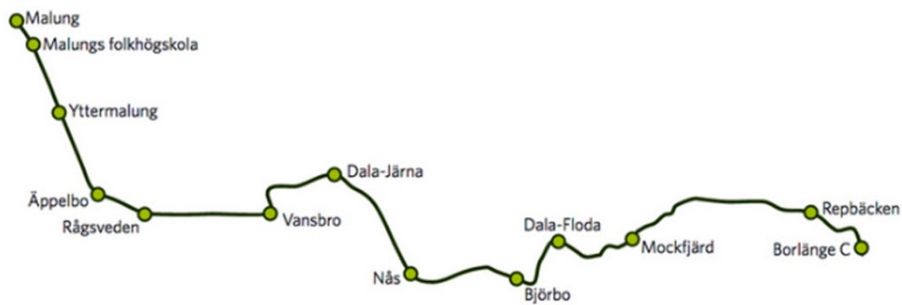 Malung
Malungs folkhögskola
Yttermalung
Äppelbo
Rågsveden
Vansbro
Dala-Järna
Nås
Björbo
Dala-Floda
Mockfjärd
Repbäcken
Borlänge C